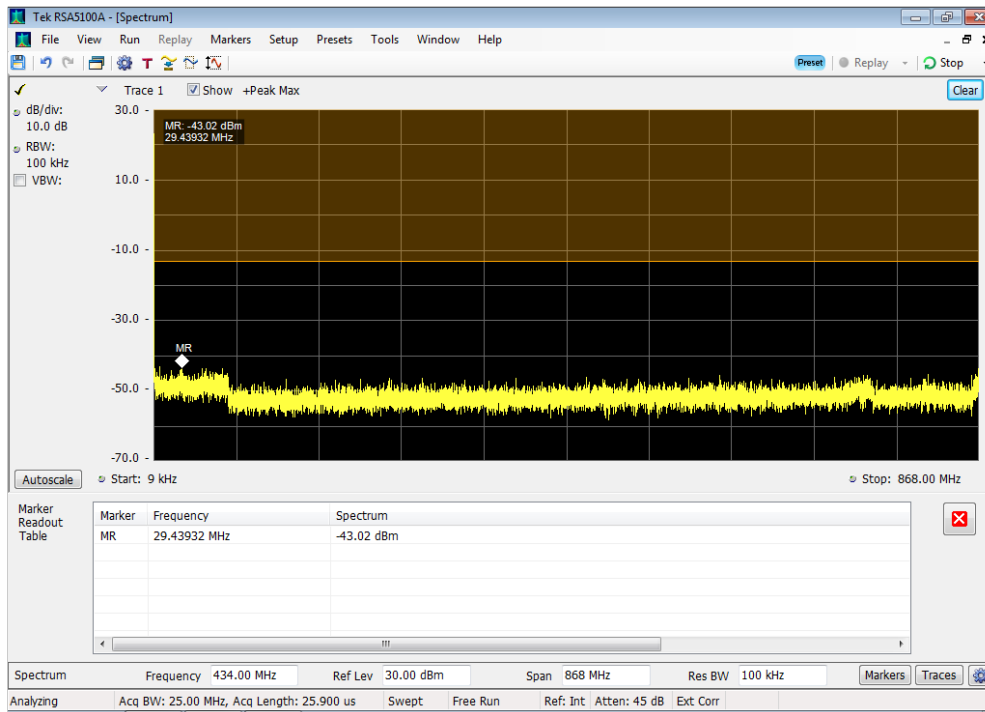 Tek RSA5100A - [Spectrum]
File View Run Replay Markers Setup Presets Tools Window Help
T Preset Replay Stop
Trace 1 Show +Peak Max Clear
dB/div:
10.0 dB
RBW:
100 kHz
VBW:
30.0
10.0
-10.0
-30.0
-50.0
-70.0
MR: -43.02 dBm
29.43932 MHz
MR
Autoscale Start: 9 kHz Stop: 868.00 MHz
Marker Readout Table
Marker Frequency Spectrum
MR 29.43932 MHz -43.02 dBm
Spectrum Frequency 434.00 MHz Ref Lev 30.00 dBm Span 868 MHz Res BW 100 kHz Markers Traces
Analyzing Acq BW: 25.00 MHz, Acq Length: 25.900 us Swept Free Run Ref: Int Atten: 45 dB Ext Corr